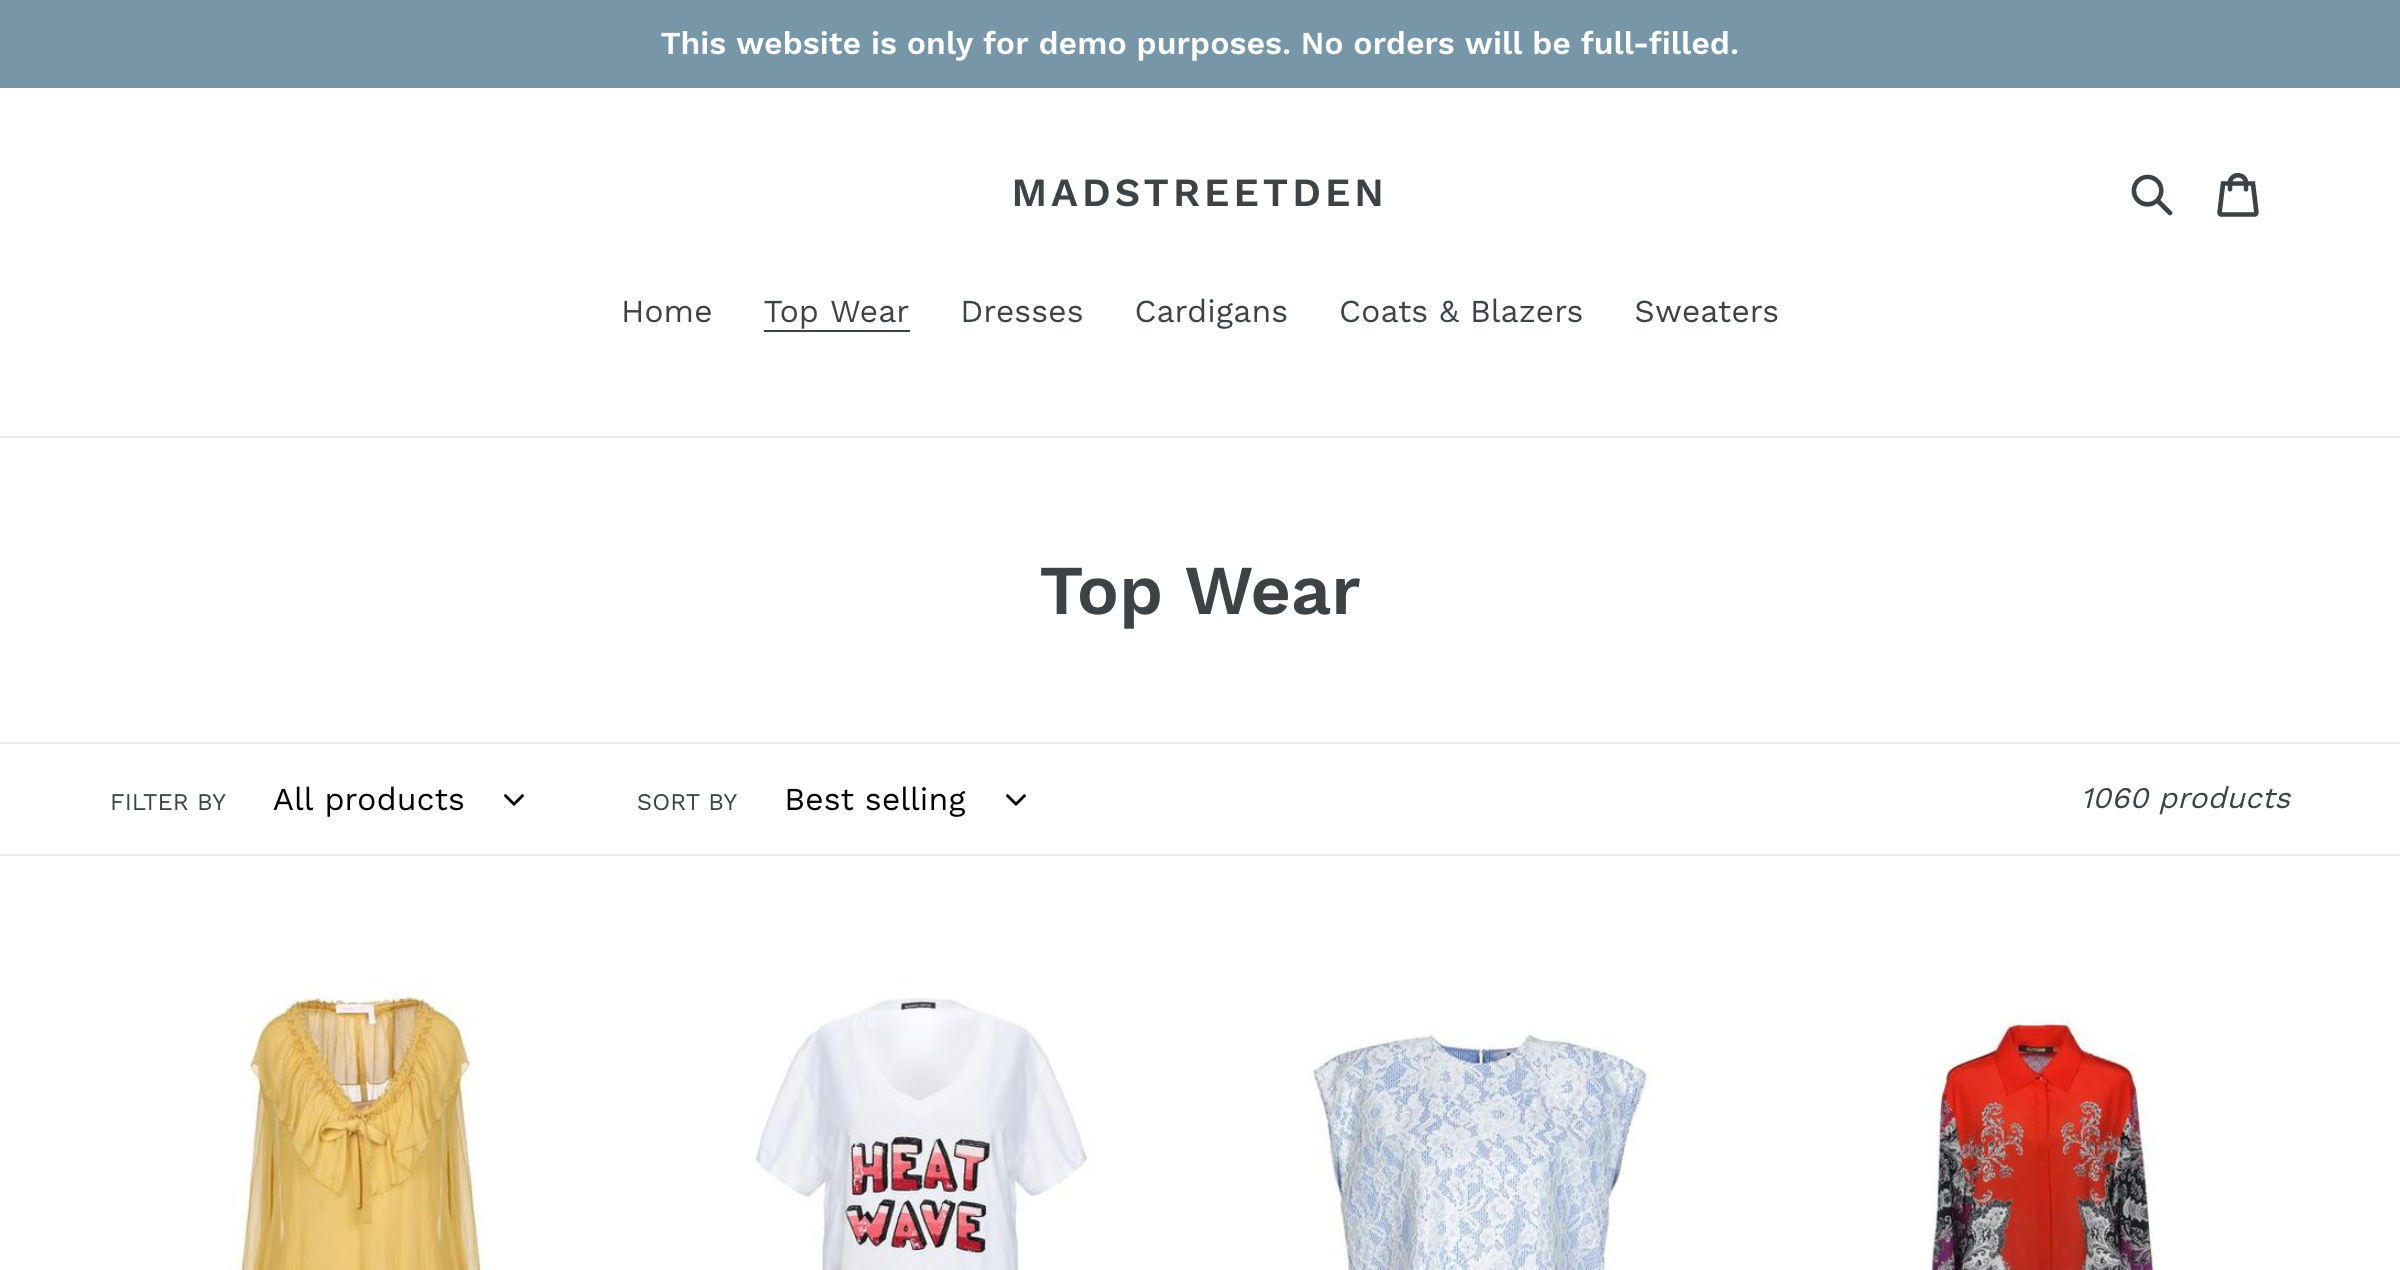 This website is only for demo purposes. No orders will be full-filled.
MADSTREETDEN
Home Top Wear Dresses Cardigans Coats & Blazers Sweaters
Top Wear
FILTER BY All products SORT BY Best selling 1060 products
HEAT
WAVE